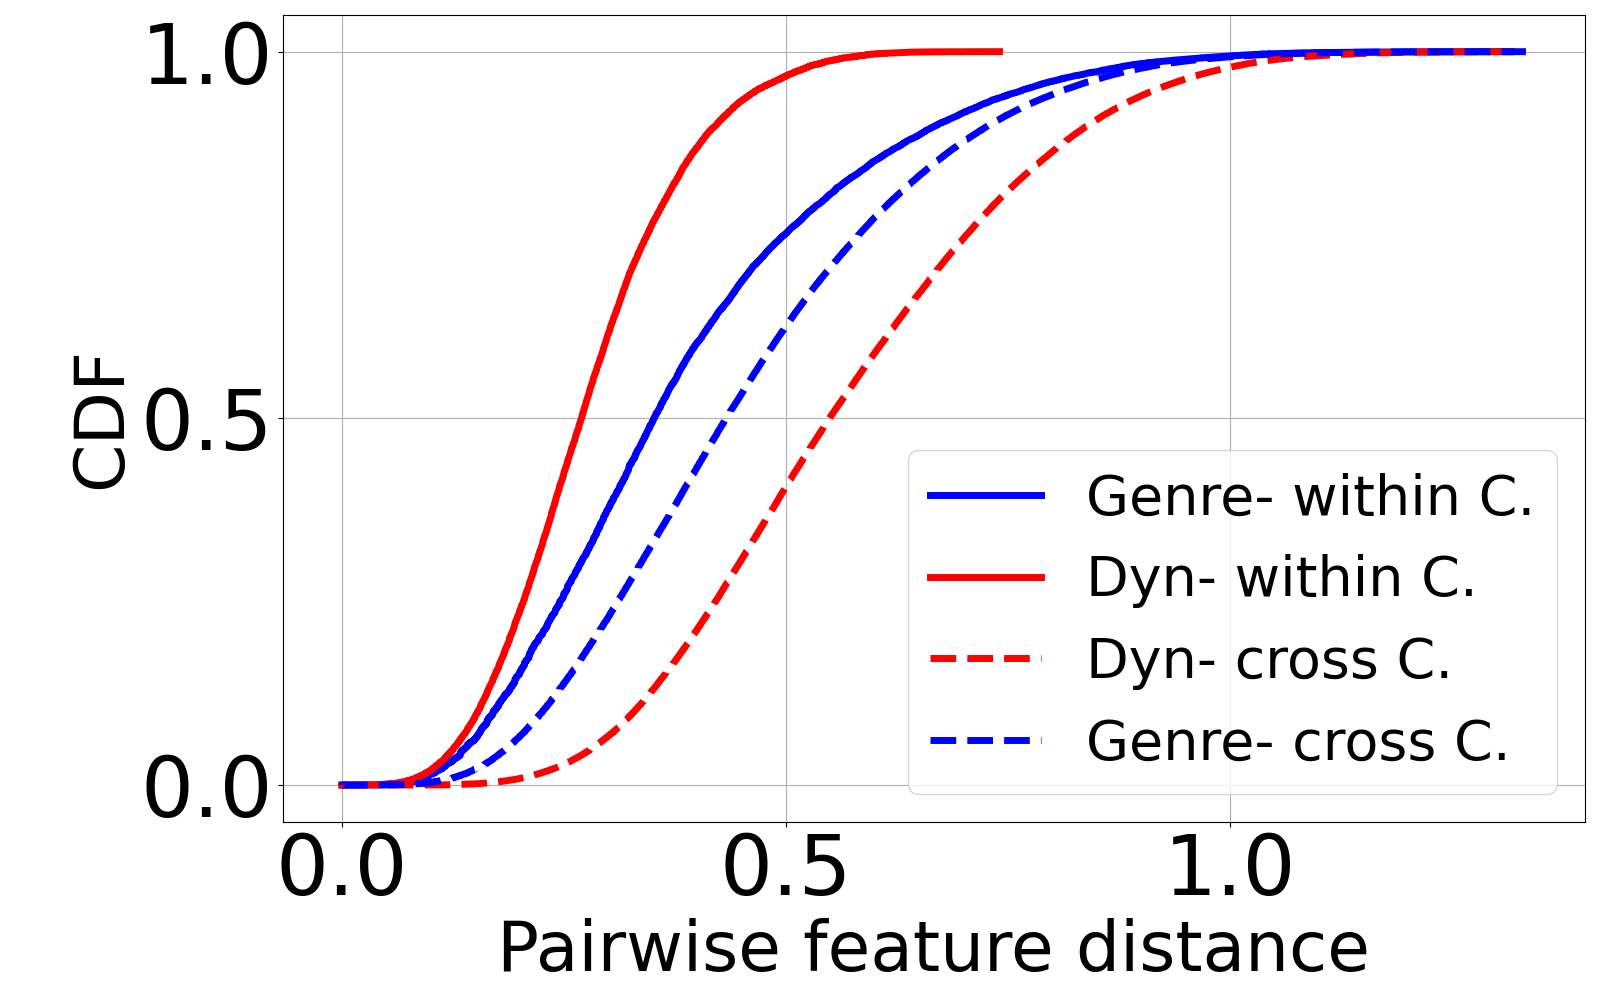 1.0
0.5
0.0
CDF
0.0 0.5 1.0
Pairwise feature distance
Genre- within C.
Dyn- within C.
Dyn- cross C.
Genre- cross C.